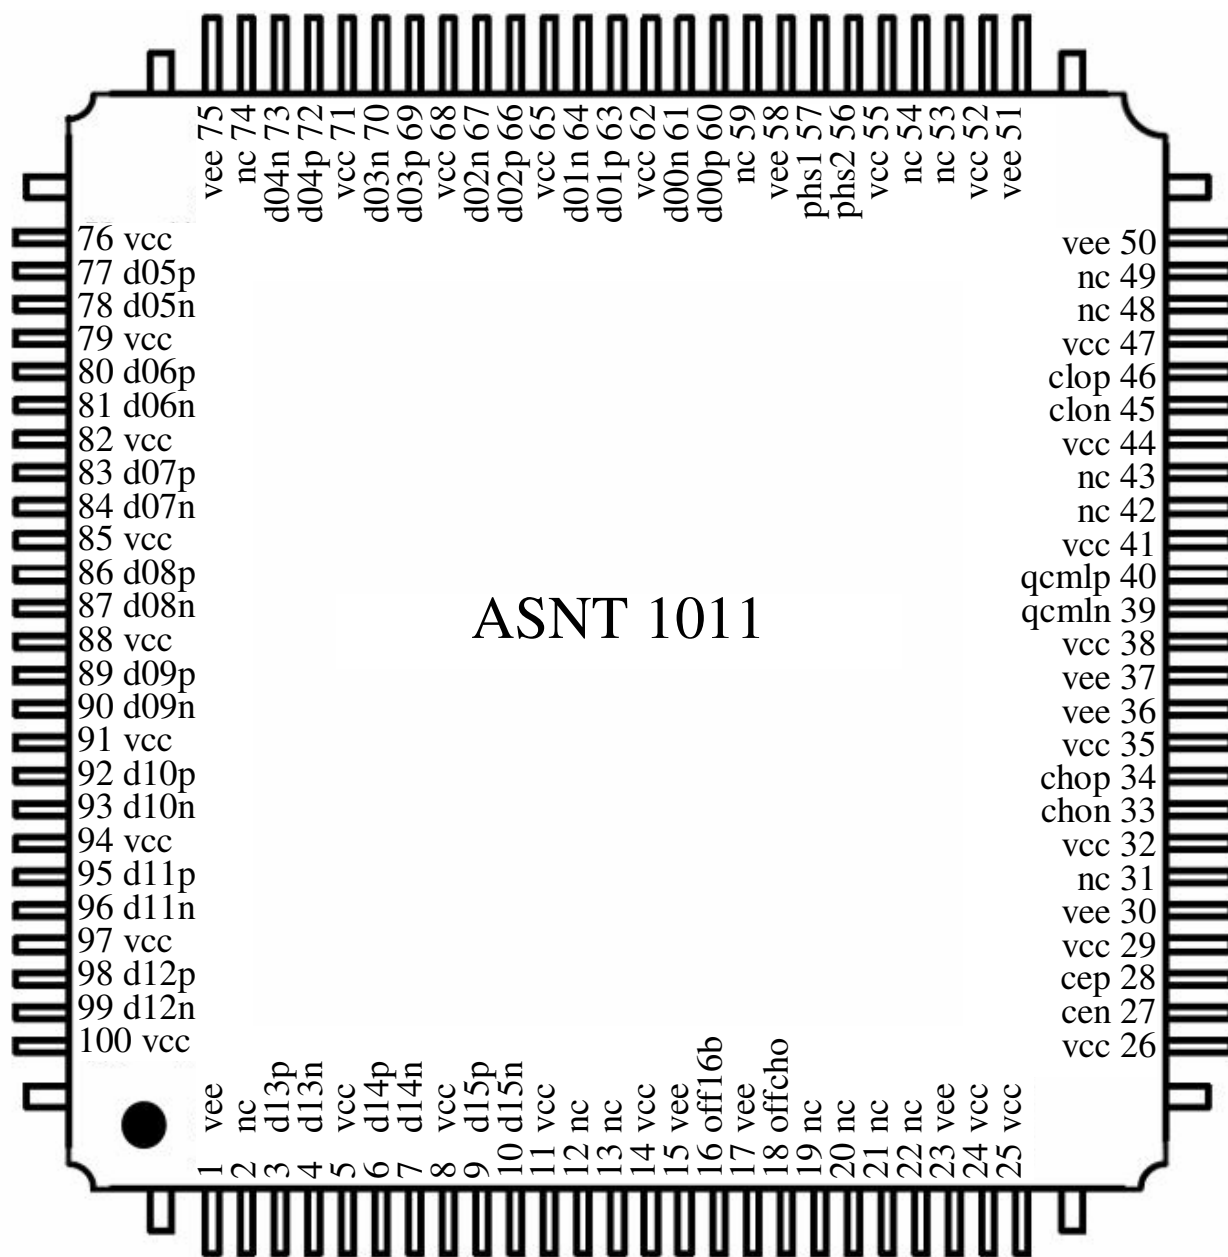 vee 75
nc 74
d04n 73
d04p 72
vcc 71
d03n 70
d03p 69
vcc 68
d02n 67
d02p 66
vcc 65
d01n 64
d01p 63
vcc 62
d00n 61
d00p 60
nc 59
vee 58
phs1 57
phs2 56
vcc 55
nc 54
nc 53
vcc 52
vee 51
76 vcc
77 d05p
78 d05n
79 vcc
80 d06p
81 d06n
82 vcc
83 d07p
84 d07n
85 vcc
86 d08p
87 d08n
88 vcc
89 d09p
90 d09n
91 vcc
92 d10p
93 d10n
94 vcc
95 d11p
96 d11n
97 vcc
98 d12p
99 d12n
100 vcc
ASNT 1011
vee 50
nc 49
nc 48
vcc 47
clop 46
clon 45
vcc 44
nc 43
nc 42
vcc 41
qcmlp 40
qcmln 39
vcc 38
vee 37
vee 36
vcc 35
chop 34
chon 33
vcc 32
nc 31
vee 30
vcc 29
cep 28
cen 27
vcc 26
1 vee
2 nc
3 d13p
4 d13n
5 vcc
6 d14p
7 d14n
8 vcc
9 d15p
10 d15n
11 vcc
12 nc
13 nc
14 vcc
15 vee
16 off16b
17 vee
18 offcho
19 nc
20 nc
21 nc
22 nc
23 vee
24 vcc
25 vcc